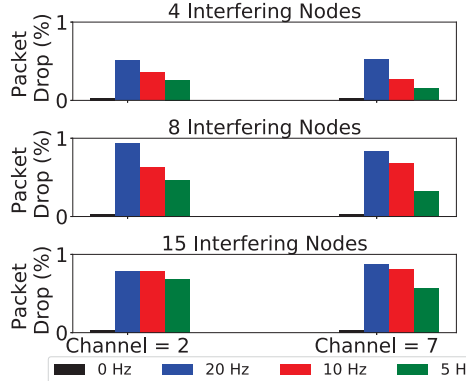 4 Interfering Nodes
Packet
Drop (%)
1
0
8 Interfering Nodes
Packet
Drop (%)
1
0
15 Interfering Nodes
Packet
Drop (%)
1
0
Channel = 2 Channel = 7
0 Hz 20 Hz 10 Hz 5 H